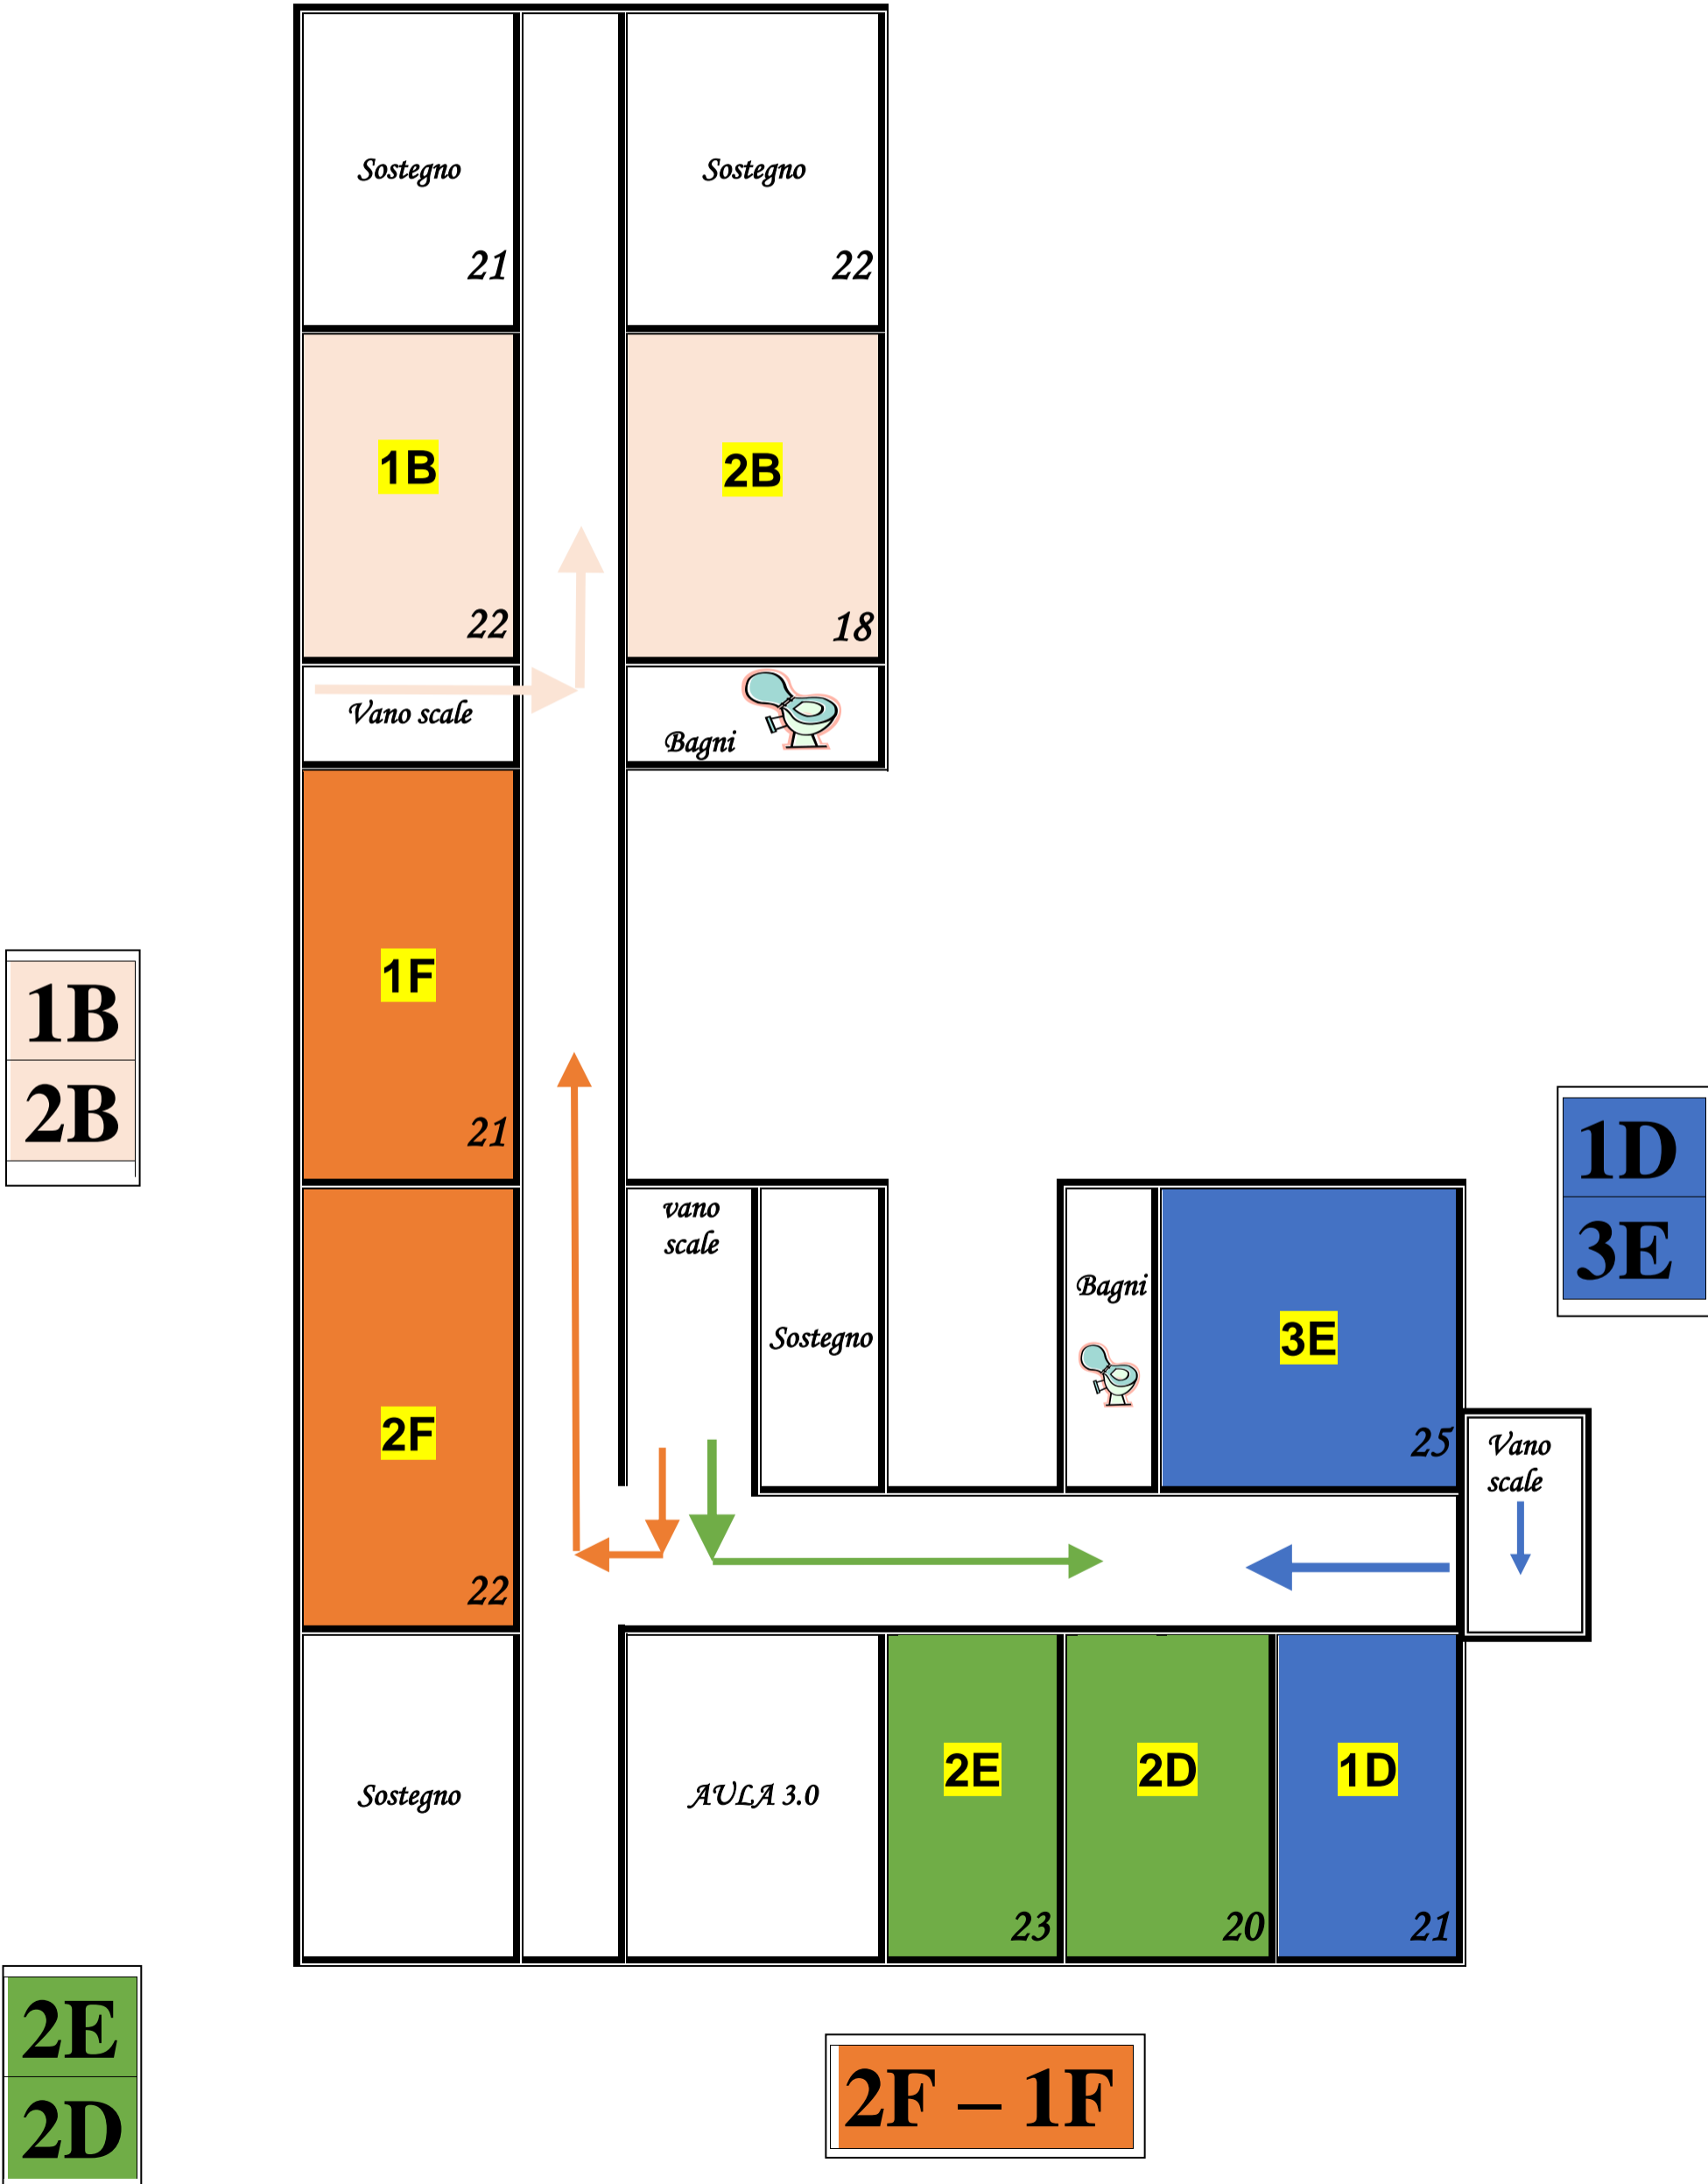 Sostegno
21
Sostegno
22
1B
22
2B
18
Vano scale
Bagni
1F
21
1B
2B
1D
3E
2F
22
vano
scale
Sostegno
Bagni
3E
25
Vano
scale
Sostegno
AULA 3.0
2E
23
2D
20
1D
21
2E
2D
2F – 1F